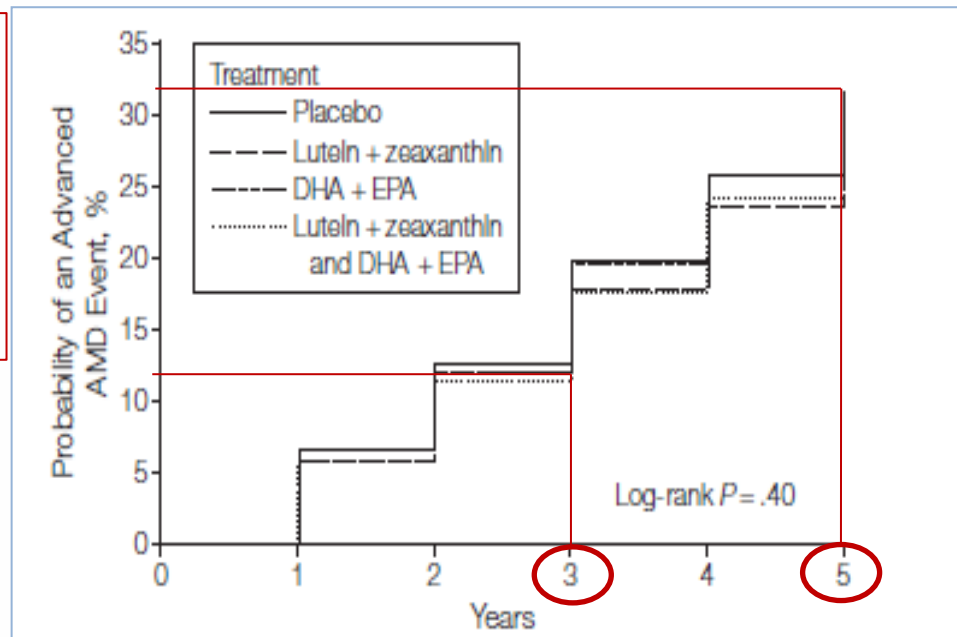 Probability of an Advanced
AMD Event, %
35
30
25
20
15
10
5
0
Treatment
Placebo
Lutein + zeaxanthin
DHA + EPA
Lutein + zeaxanthin
and DHA + EPA
Log-rank P = .40
0 1 2 3 4 5
Years